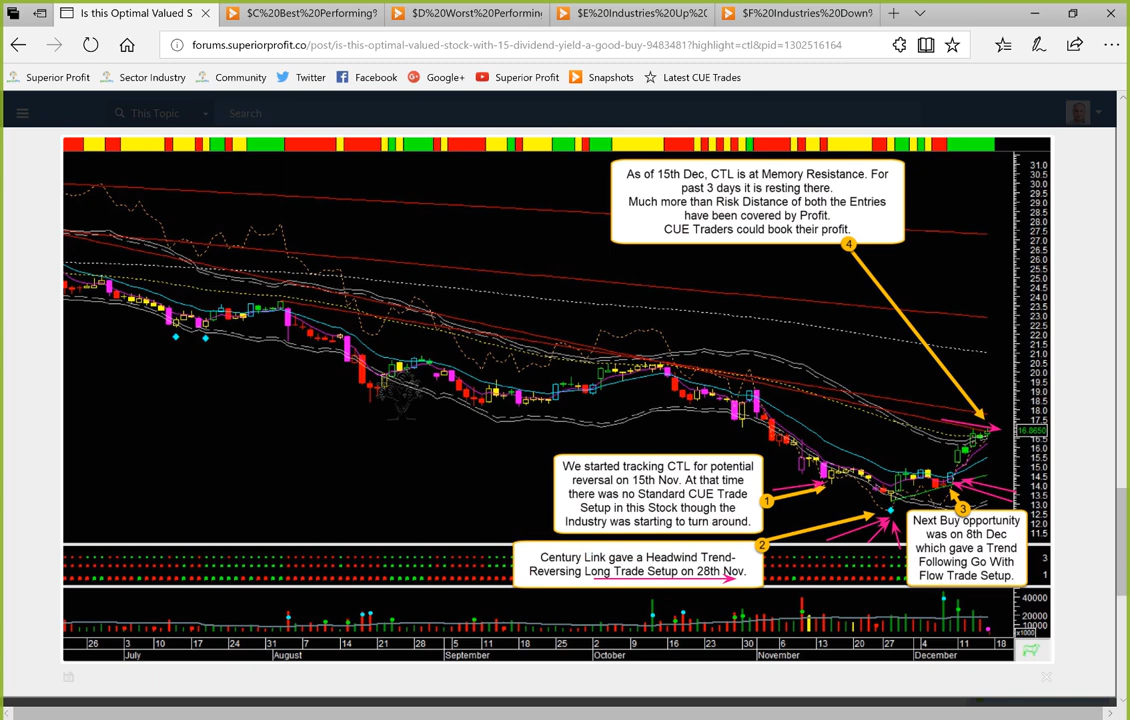 Is this Optimal Valued S
$C%20Best%20Performing%
$D%20Worst%20Performing
$E%20Industries%20Up%20
$F%20Industries%20Down%
forums.superiorprofit.co/post/is-this-optimal-valued-stock-with-15-dividend-yield-a-good-buy-9483481?highlight=ctl&pid=1302516164
Superior Profit
Sector Industry
Community
Twitter
Facebook
Google+
Superior Profit
Snapshots
Latest CUE Trades
This Topic
Search
As of 15th Dec, CTL is at Memory Resistance. For
past 3 days it is resting there.
Much more than Risk Distance of both the Entries
have been covered by Profit.
CUE Traders could book their profit.
4
31.0
30.5
30.0
29.5
29.0
28.5
28.0
27.5
27.0
26.5
26.0
25.5
25.0
24.5
24.0
23.5
23.0
22.5
22.0
21.5
21.0
20.5
20.0
19.5
19.0
18.5
18.0
17.5
16.8650
16.5
16.0
15.5
15.0
14.5
14.0
13.5
13.0
12.5
12.0
11.5
We started tracking CTL for potential
reversal on 15th Nov. At that time
there was no Standard CUE Trade
Setup in this Stock though the
Industry was starting to turn around.
1
2
Century Link gave a Headwind Trend-
Reversing Long Trade Setup on 28th Nov.
3
Next Buy opportunity
was on 8th Dec
which gave a Trend
Following Go With
Flow Trade Setup.
3
1
40000
30000
20000
10000
x1000
26 3 10 17 24 31 7 14 21 28 5 11 18 25 2 9 16 23 30 6 13 20 27 4 11 18
July August September October November December